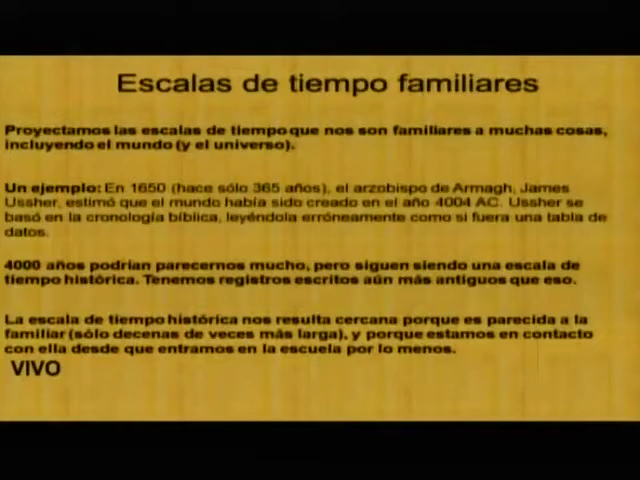 Escalas de tiempo familiares
Proyectamos las escalas de tiempo que nos son familiares a muchas cosas,
incluyendo el mundo (y el universo).
Un ejemplo: En 1650 (hace sólo 365 años), el arzobispo de Armagh, James
Ussher, estimó que el mundo había sido creado en el año 4004 AC. Ussher se
basó en la cronología bíblica, leyéndola erróneamente como si fuera una tabla de
datos.
4000 años podrían parecernos mucho, pero siguen siendo una escala de
tiempo histórica. Tenemos registros escritos aún más antiguos que eso.
La escala de tiempo histórica nos resulta cercana porque es parecida a la
familiar (sólo decenas de veces más larga), y porque estamos en contacto
con ella desde que entramos en la escuela por lo menos.
VIVO